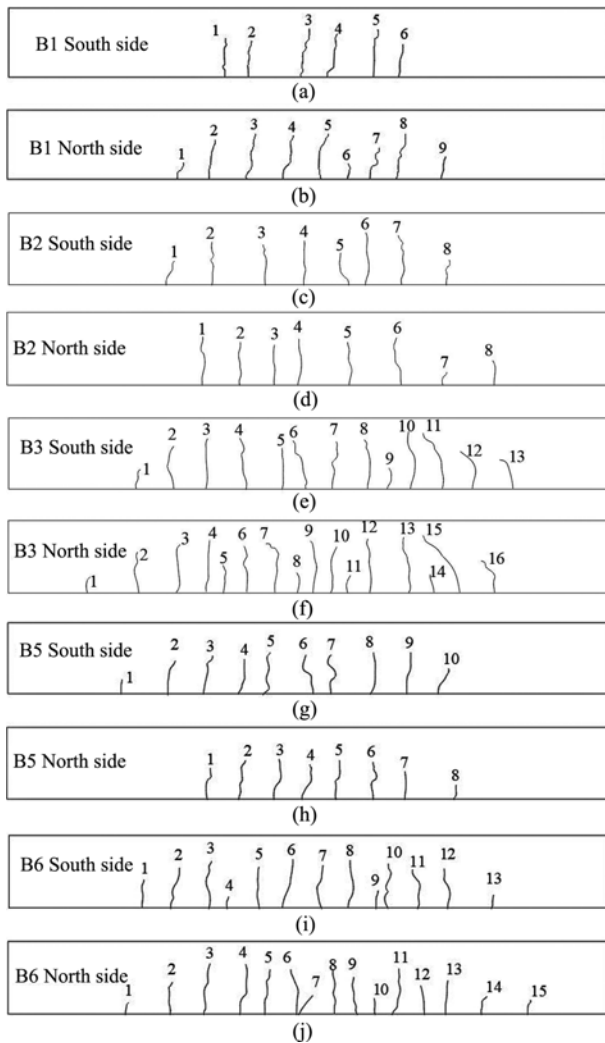 B1 South side 1 2 3 4 5 6
(a)
B1 North side 1 2 3 4 5 6 7 8 9
(b)
B2 South side 1 2 3 4 5 6 7 8
(c)
B2 North side 1 2 3 4 5 6 7 8
(d)
B3 South side 1 2 3 4 5 6 7 8 9 10 11 12 13
(e)
B3 North side 1 2 3 4 5 6 7 8 9 10 11 12 13 14 15 16
(f)
B5 South side 1 2 3 4 5 6 7 8 9 10
(g)
B5 North side 1 2 3 4 5 6 7 8
(h)
B6 South side 1 2 3 4 5 6 7 8 9 10 11 12 13
(i)
B6 North side 1 2 3 4 5 6 7 8 9 10 11 12 13 14 15
(j)